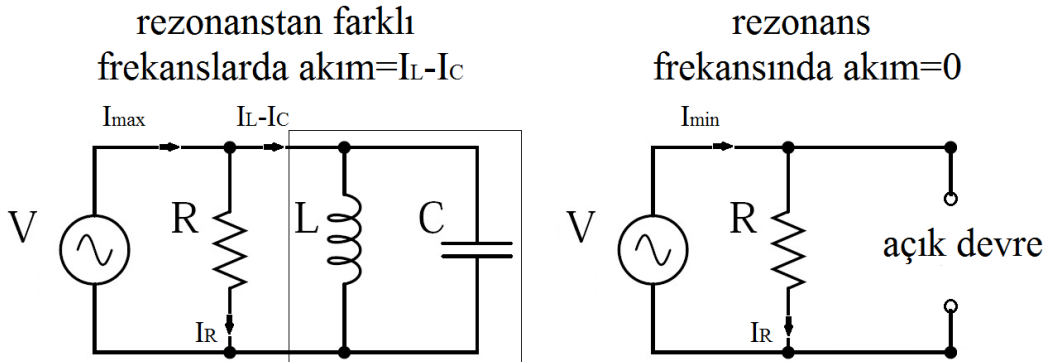 rezonanstan farklı
frekanslarda akım=IL-IC
Imax
IL-IC
V
R
L
C
IR
rezonans
frekansında akım=0
Imin
V
R
açık devre
IR